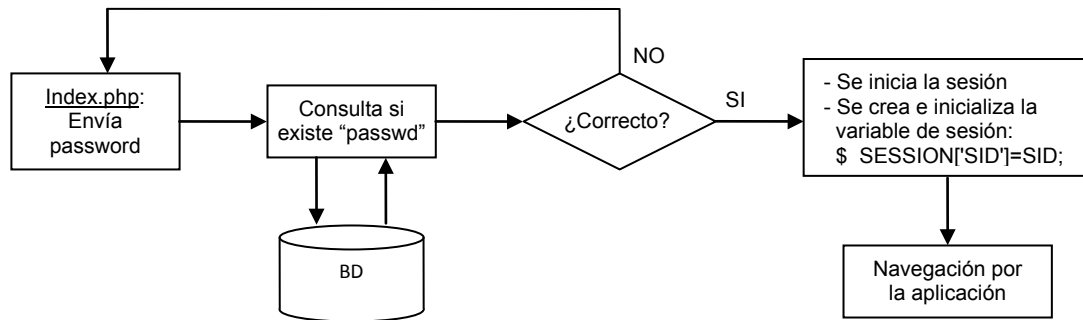 NO
Index.php:
Envía
password
Consulta si
existe “passwd”
¿Correcto?
SI
- Se inicia la sesión
- Se crea e inicializa la
variable de sesión:
$ SESSION['SID']=SID;
BD
Navegación por
la aplicación